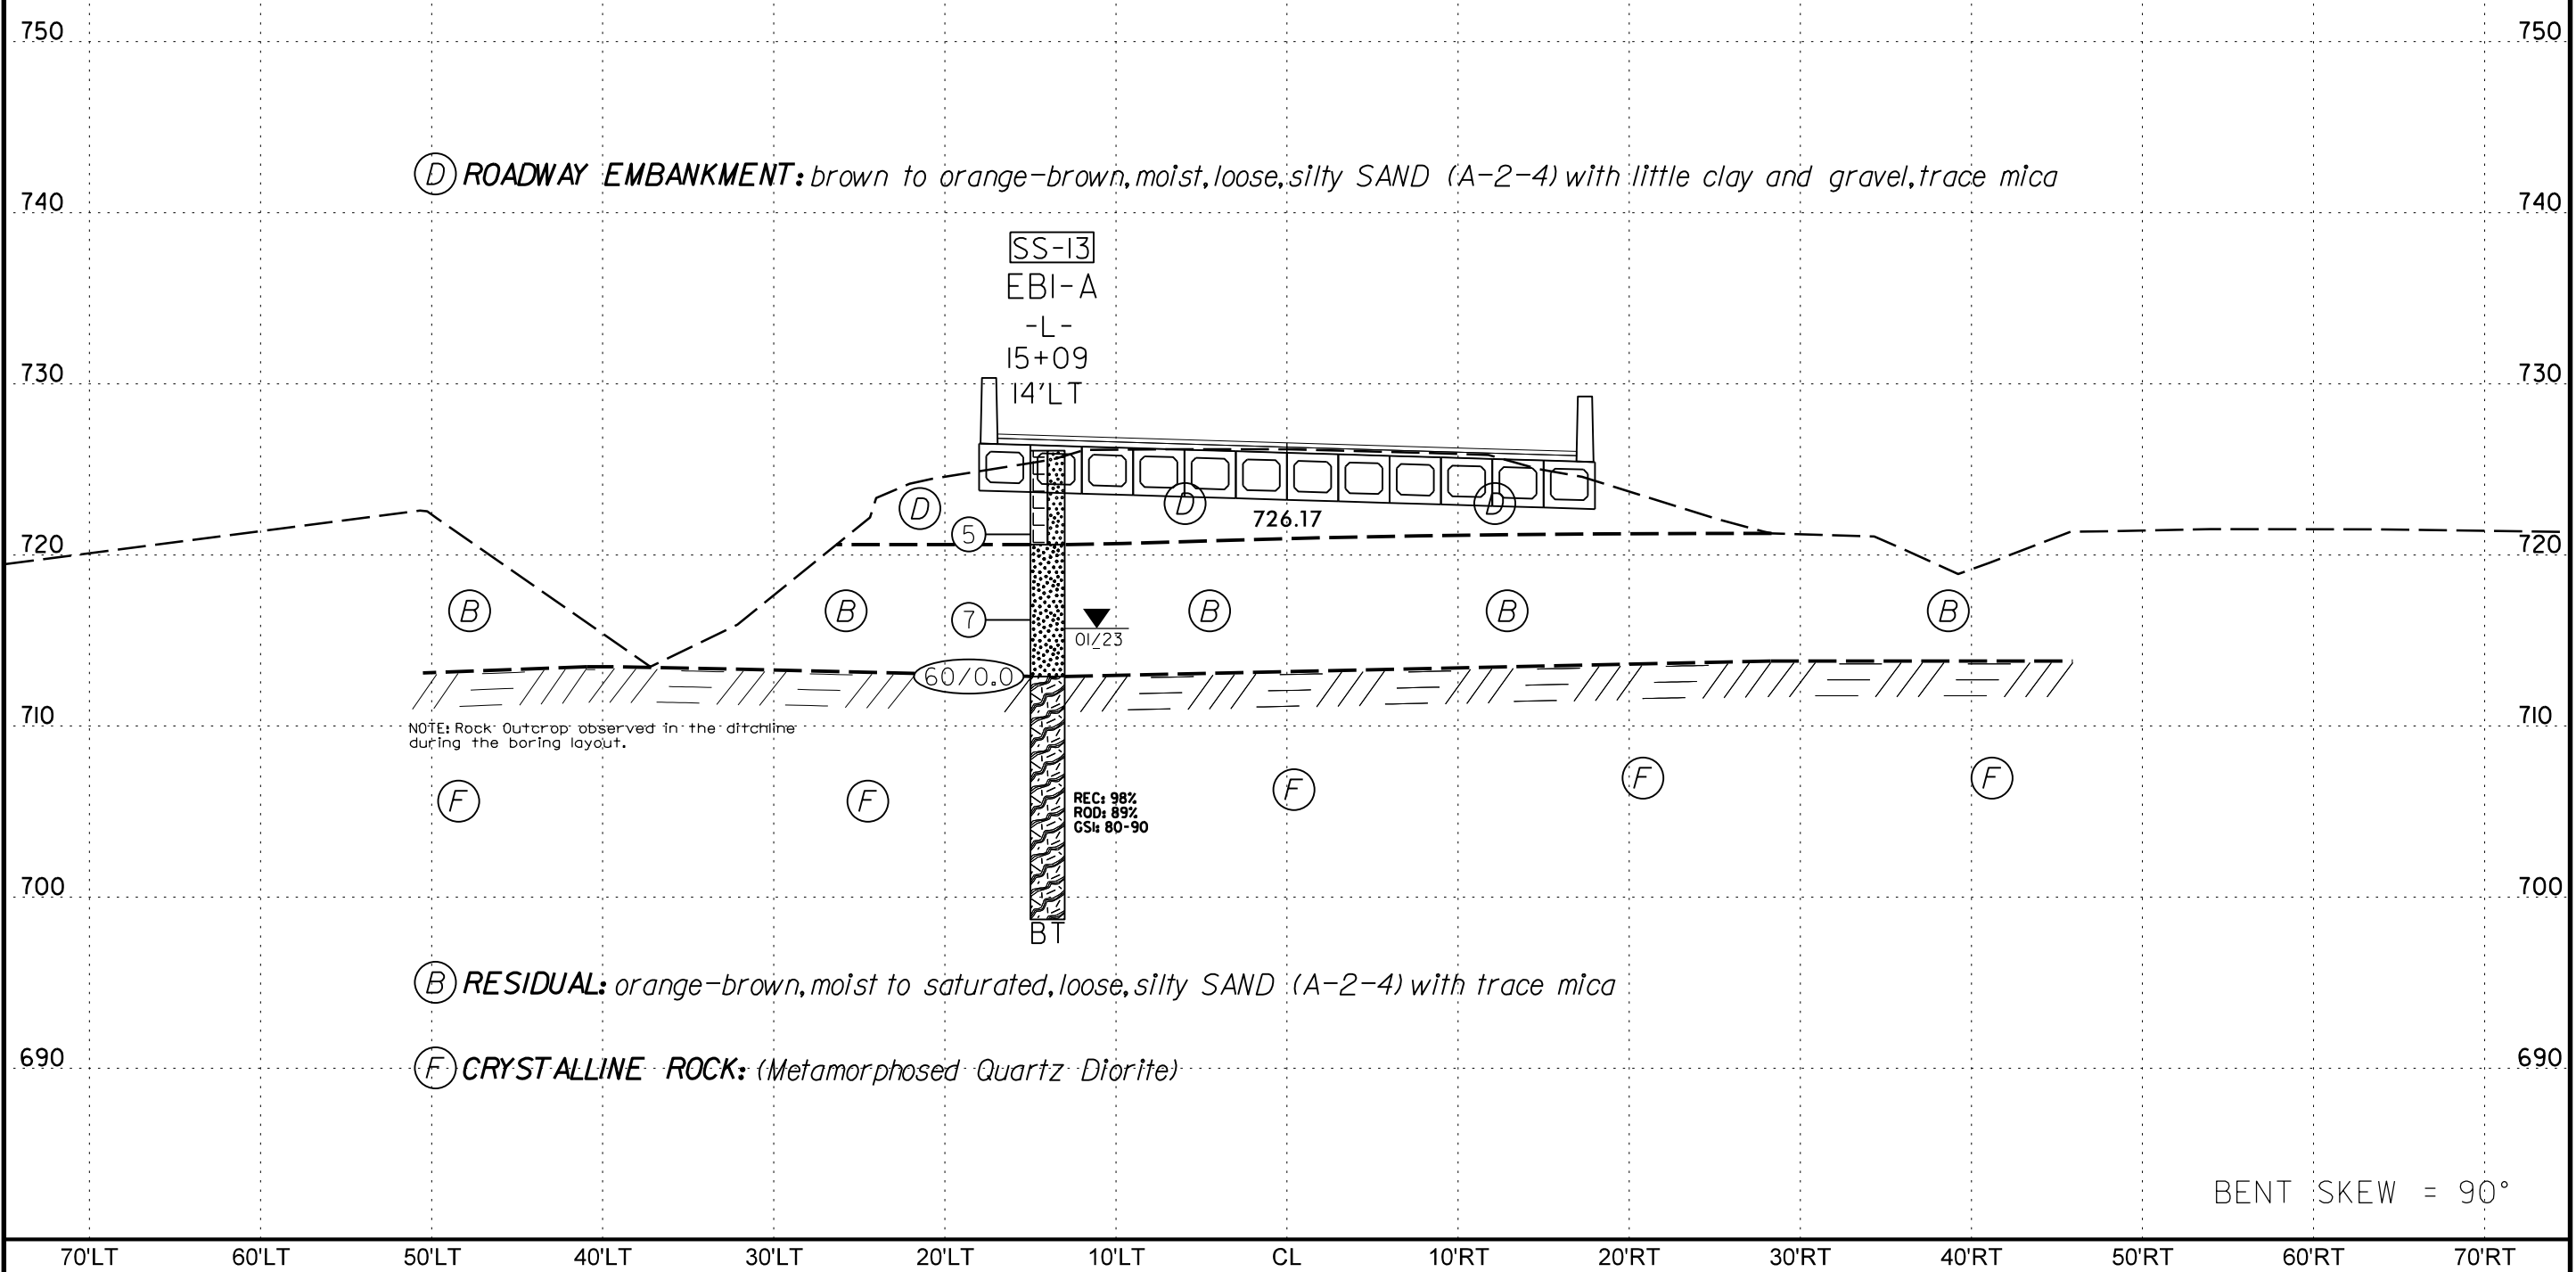 750 750
Ⓓ ROADWAY EMBANKMENT: brown to orange-brown, moist, loose, silty SAND (A-2-4) with little clay and gravel, trace mica
740 740
SS-13
EB1-A
-L-
15+09
730 730
14'LT
D D D
726.17
5
720 720
B B 7 B B B
01/23
60/0.0
710 710
NOTE: Rock Outcrop observed in the ditchline
during the boring layout.
F F F F F
REC: 98%
RQD: 89%
GSI: 80-90
700 700
BT
Ⓑ RESIDUAL: orange-brown, moist to saturated, loose, silty SAND (A-2-4) with trace mica
690 690
Ⓕ CRYSTALLINE ROCK: (Metamorphosed Quartz Diorite)
BENT SKEW = 90°
70'LT 60'LT 50'LT 40'LT 30'LT 20'LT 10'LT CL 10'RT 20'RT 30'RT 40'RT 50'RT 60'RT 70'RT